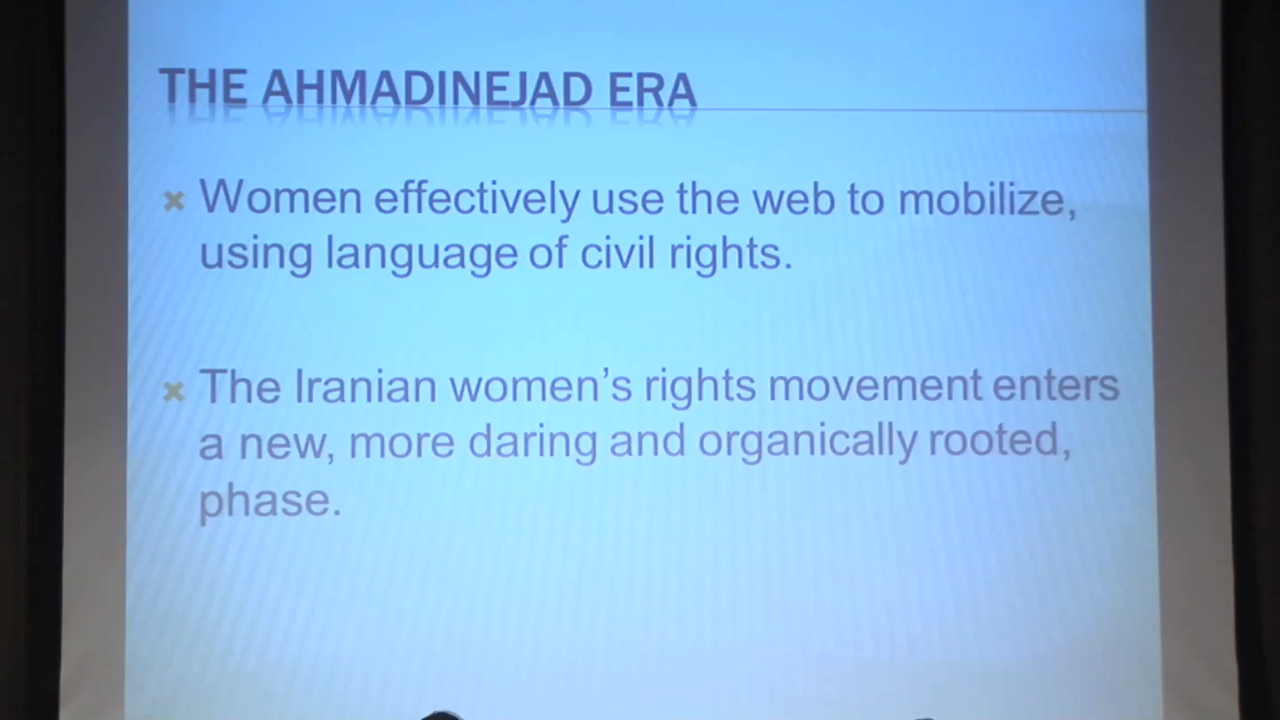 THE AHMADINEJAD ERA
Women effectively use the web to mobilize,
using language of civil rights.
The Iranian women’s rights movement enters
a new, more daring and organically rooted,
phase.